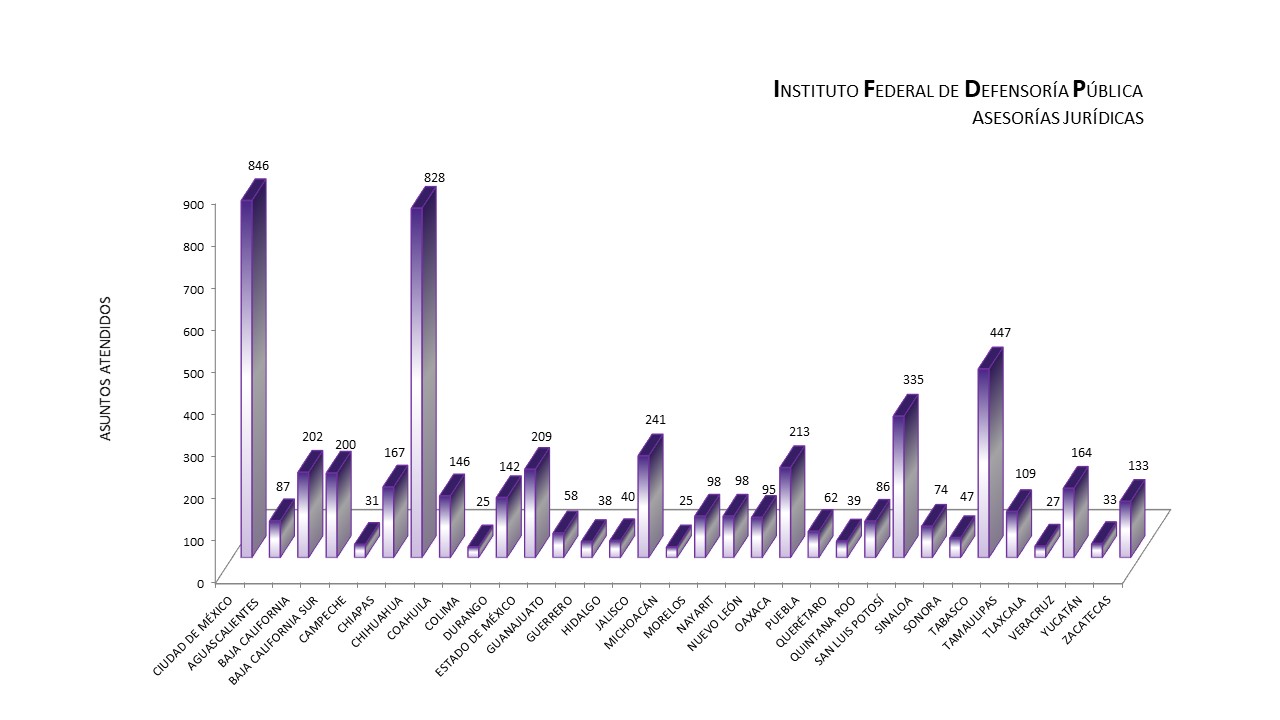 INSTITUTO FEDERAL DE DEFENSORÍA PÚBLICA
ASESORÍAS JURÍDICAS
ASUNTOS ATENDIDOS
900
800
700
600
500
400
300
200
100
0
846
87
202
200
31
167
828
146
25
142
209
58
38
40
241
25
98
98
95
213
62
39
86
335
74
47
447
109
27
164
33
133
CIUDAD DE MÉXICO
AGUASCALIENTES
BAJA CALIFORNIA
BAJA CALIFORNIA SUR
CAMPECHE
CHIAPAS
CHIHUAHUA
COAHUILA
COLIMA
DURANGO
ESTADO DE MÉXICO
GUANAJUATO
GUERRERO
HIDALGO
JALISCO
MICHOACÁN
MORELOS
NAYARIT
NUEVO LEÓN
OAXACA
PUEBLA
QUERÉTARO
QUINTANA ROO
SAN LUIS POTOSÍ
SINALOA
SONORA
TABASCO
TAMAULIPAS
TLAXCALA
VERACRUZ
YUCATÁN
ZACATECAS